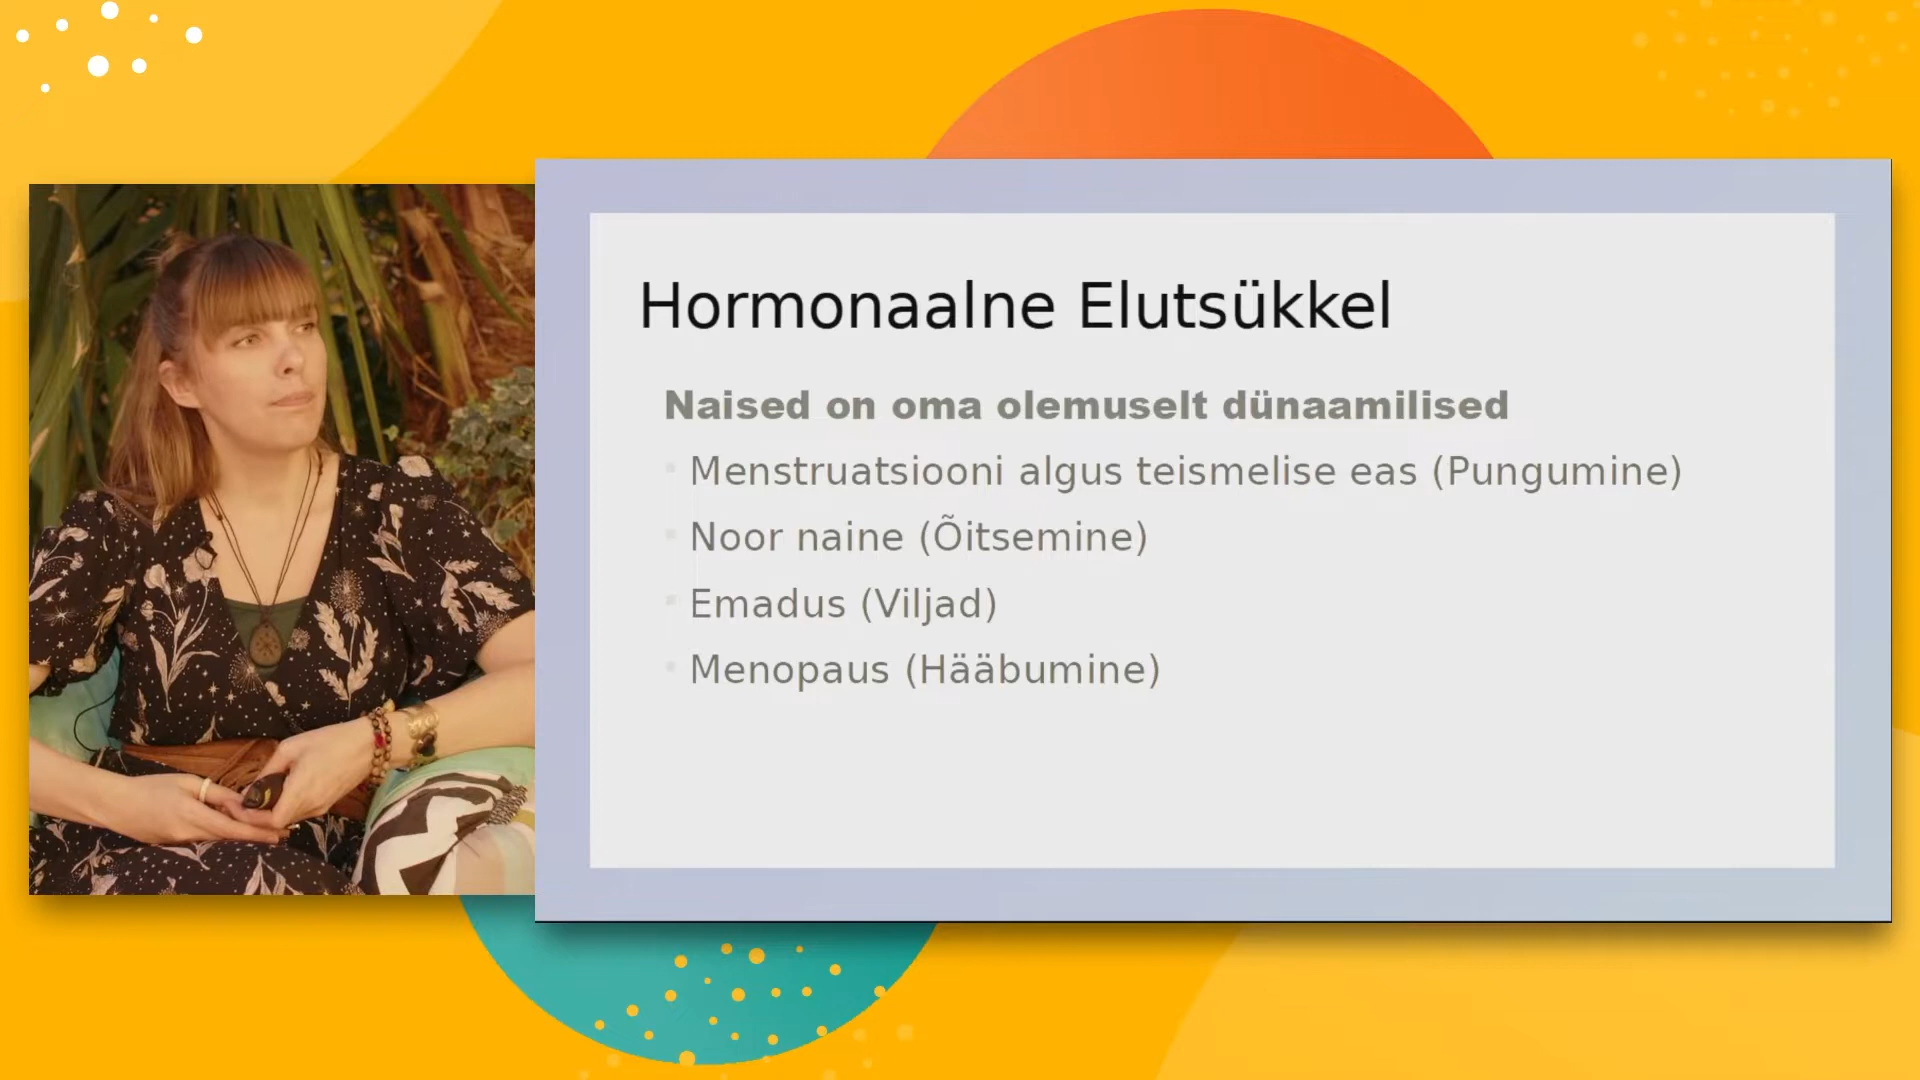 Hormonaalne Elutsükkel
Naised on oma olemuselt dünaamilised
Menstruatsiooni algus teismelise eas (Pungumine)
Noor naine (Õitsemine)
Emadus (Viljad)
Menopaus (Hääbumine)